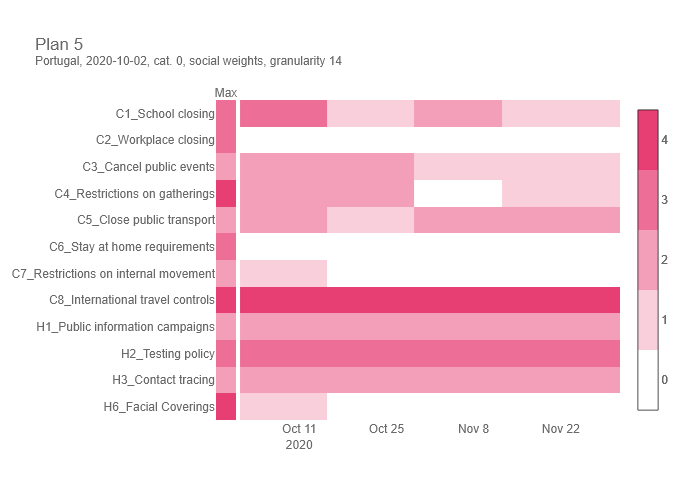 Plan 5
Portugal, 2020-10-02, cat. 0, social weights, granularity 14
Max
C1_School closing
C2_Workplace closing
C3_Cancel public events
C4_Restrictions on gatherings
C5_Close public transport
C6_Stay at home requirements
C7_Restrictions on internal movement
C8_International travel controls
H1_Public information campaigns
H2_Testing policy
H3_Contact tracing
H6_Facial Coverings
Oct 11
2020
Oct 25
Nov 8
Nov 22
4
3
2
1
0